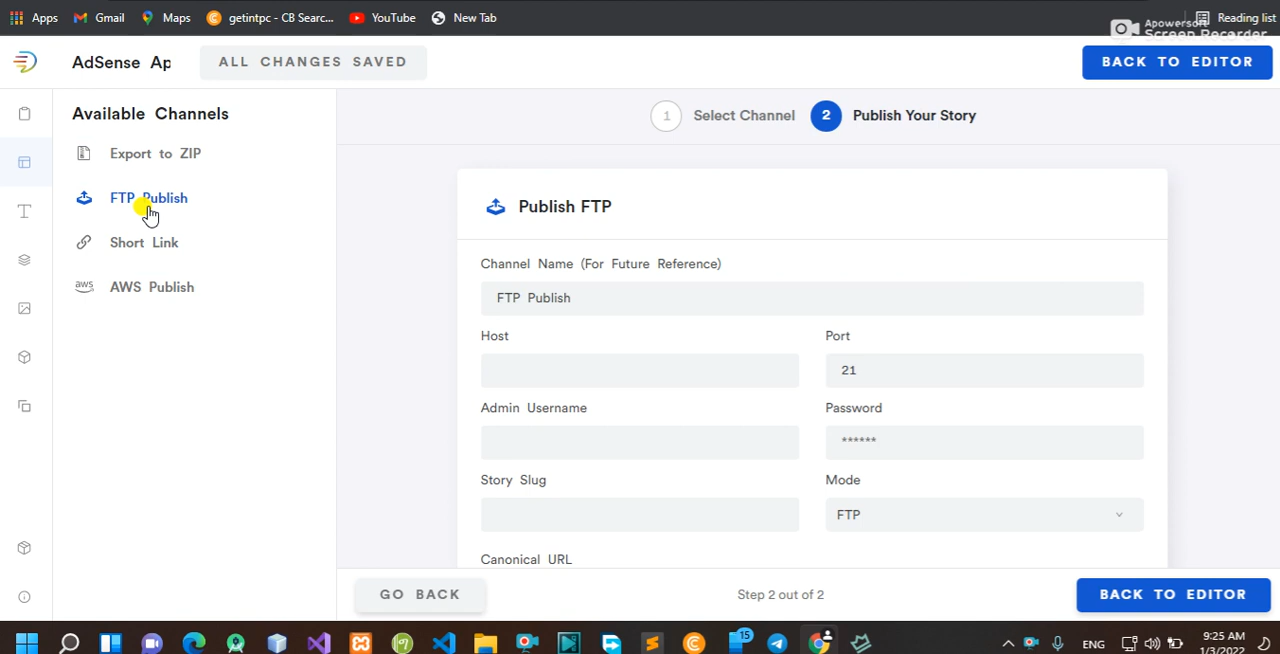 Apps Gmail Maps getintpc - CB Searc... YouTube New Tab Reading list
Apowersoft
Screen Recorder
AdSense Ap ALL CHANGES SAVED BACK TO EDITOR
Available Channels
1 Select Channel 2 Publish Your Story
Export to ZIP
FTP Publish
Short Link
aws AWS Publish
Publish FTP
Channel Name (For Future Reference)
FTP Publish
Host Port
21
Admin Username Password
******
Story Slug Mode
FTP
Canonical URL
GO BACK Step 2 out of 2 BACK TO EDITOR
15 ENG 9:25 AM
1/3/2022